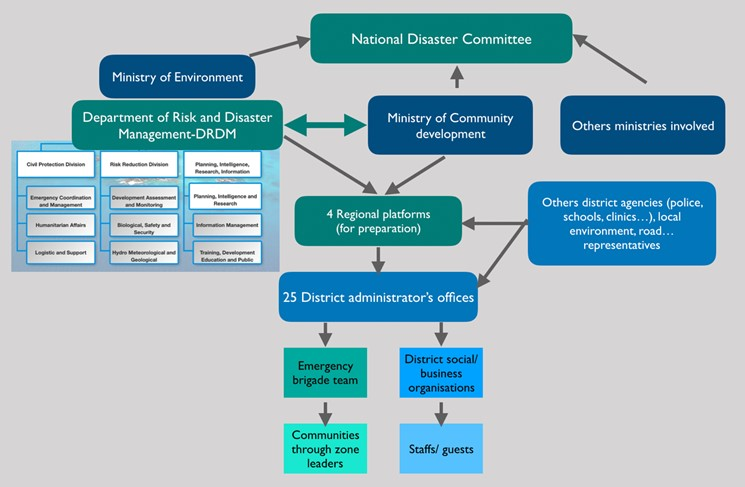 National Disaster Committee
Ministry of Environment
Department of Risk and Disaster
Management-DRDM
Ministry of Community
development
Others ministries involved
Civil Protection Division
Risk Reduction Division
Planning, Intelligence,
Research, Information
Emergency Coordination
and Management
Development Assessment
and Monitoring
Planning, Intelligence and
Research
Humanitarian Affairs
Biological, Safety and
Security
Information Management
Logistic and Support
Hydro Meteorological and
Geological
Training, Development
Education and Public
4 Regional platforms
(for preparation)
Others district agencies (police,
schools, clinics…), local
environment, road…
representatives
25 District administrator's offices
Emergency
brigade team
District social/
business
organisations
Communities
through zone
leaders
Staffs/ guests